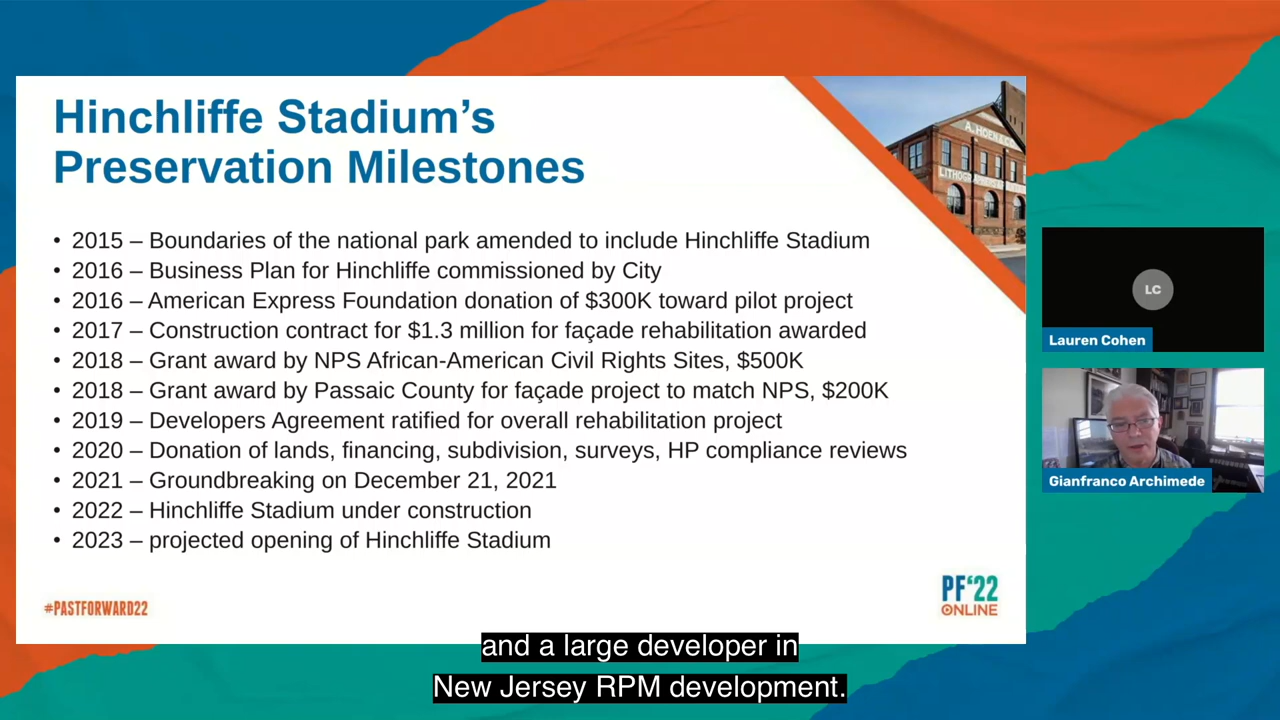 Hinchliffe Stadium's
Preservation Milestones
A. HOEN & CO
LITHOGRAPHERS
• 2015 – Boundaries of the national park amended to include Hinchliffe Stadium
• 2016 – Business Plan for Hinchliffe commissioned by City
• 2016 – American Express Foundation donation of $300K toward pilot project
• 2017 – Construction contract for $1.3 million for façade rehabilitation awarded
• 2018 – Grant award by NPS African-American Civil Rights Sites, $500K
• 2018 – Grant award by Passaic County for façade project to match NPS, $200K
• 2019 – Developers Agreement ratified for overall rehabilitation project
• 2020 – Donation of lands, financing, subdivision, surveys, HP compliance reviews
• 2021 – Groundbreaking on December 21, 2021
• 2022 – Hinchliffe Stadium under construction
• 2023 – projected opening of Hinchliffe Stadium
#PASTFORWARD22
PF'22
ONLINE
LC
Lauren Cohen
Gianfranco Archimede
and a large developer in
New Jersey RPM development.